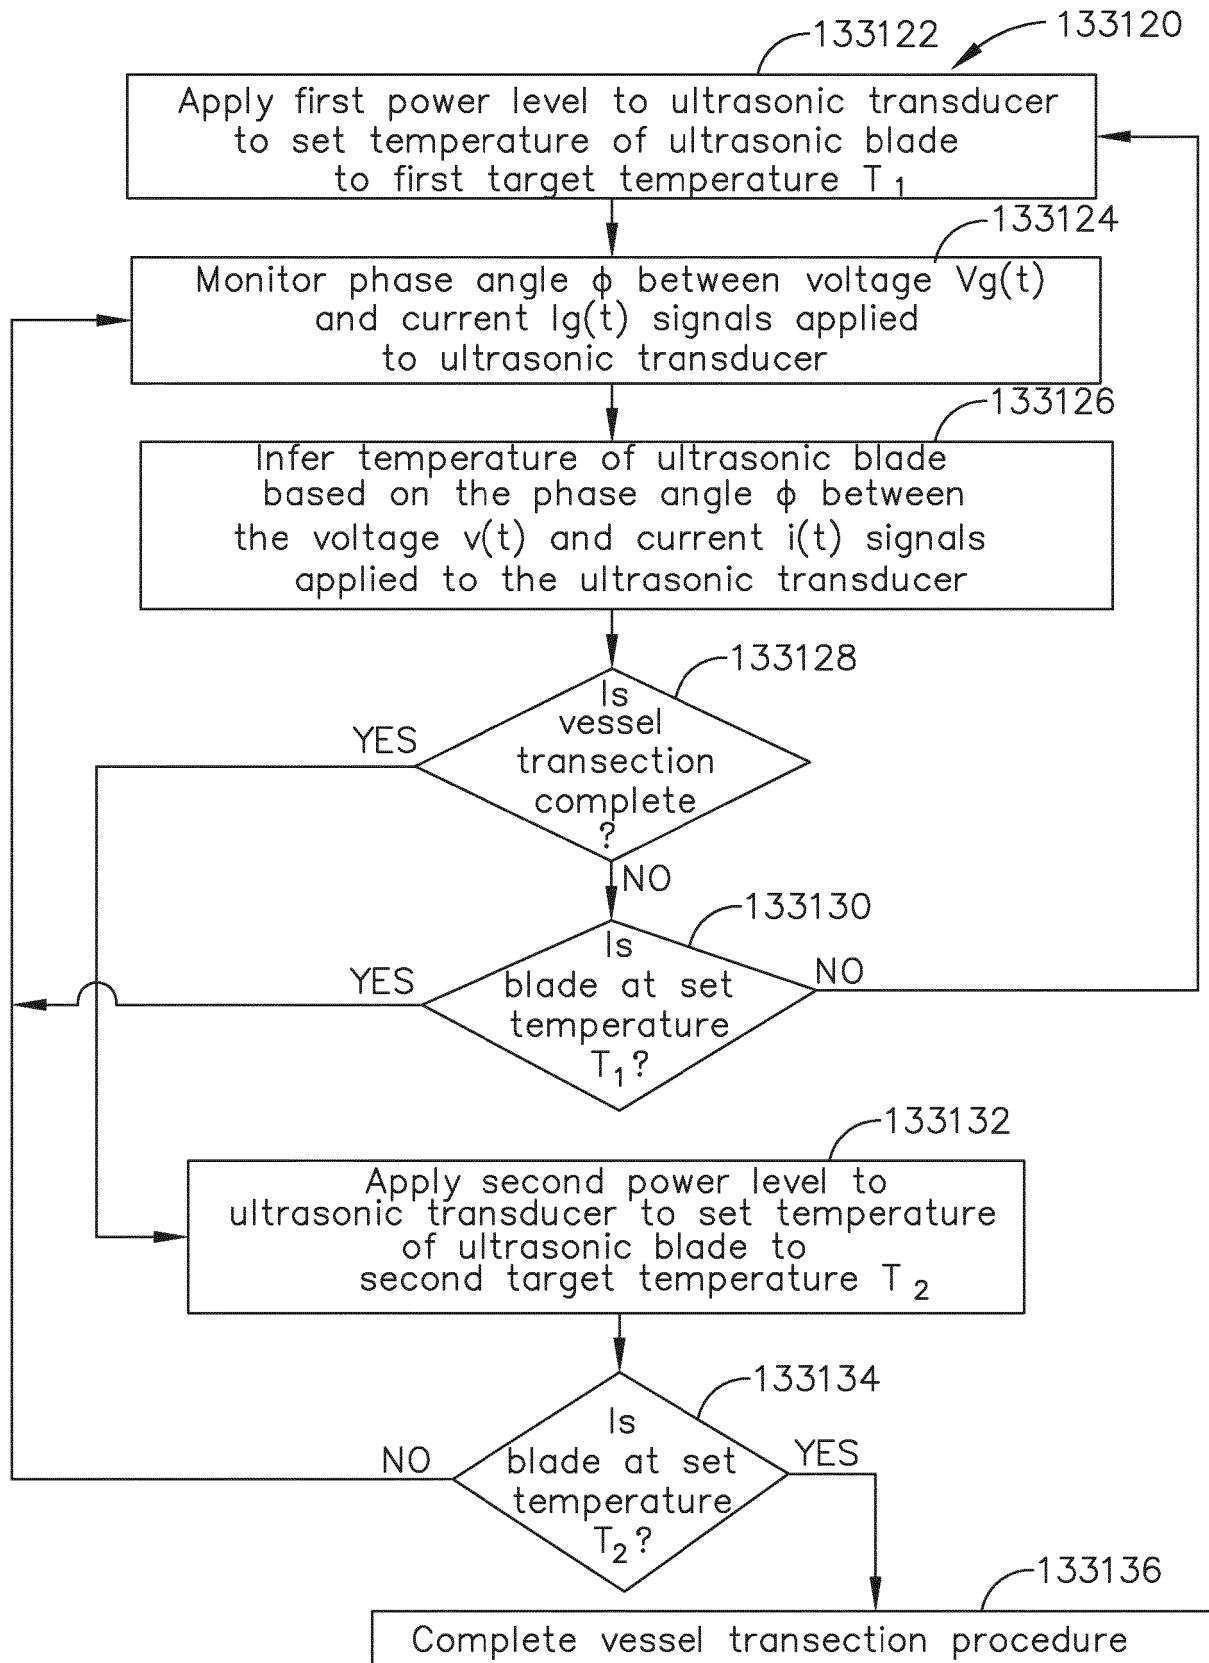 133122
133120
Apply first power level to ultrasonic transducer
to set temperature of ultrasonic blade
to first target temperature T₁
133124
Monitor phase angle ϕ between voltage Vg(t)
and current Ig(t) signals applied
to ultrasonic transducer
133126
Infer temperature of ultrasonic blade
based on the phase angle ϕ between
the voltage v(t) and current i(t) signals
applied to the ultrasonic transducer
133128
Is
vessel
transection
complete
?
YES
NO
133130
Is
blade at set
temperature
T₁?
YES
NO
133132
Apply second power level to
ultrasonic transducer to set temperature
of ultrasonic blade to
second target temperature T₂
133134
Is
blade at set
temperature
T₂?
NO
YES
133136
Complete vessel transection procedure